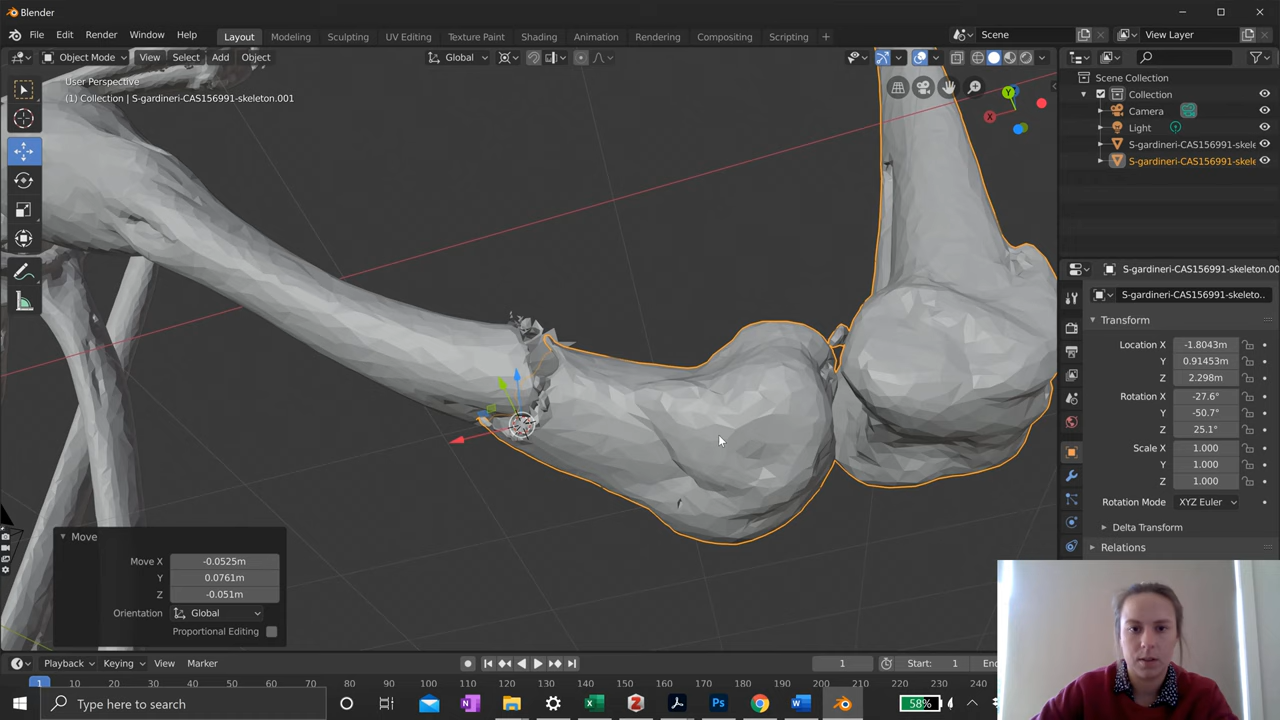 Blender
File Edit Render Window Help
Layout Modeling Sculpting UV Editing Texture Paint Shading Animation Rendering Compositing Scripting +
Scene
View Layer
Object Mode View Select Add Object
Global
User Perspective
(1) Collection | S-gardineri-CAS156991-skeleton.001
Y
X
Scene Collection
Collection
Camera
Light
S-gardineri-CAS156991-skele
S-gardineri-CAS156991-skele
S-gardineri-CAS156991-skeleton.00
S-gardineri-CAS156991-skeleto..
Transform
Location X -1.8043m
Y 0.91453m
Z 2.298m
Rotation X -27.6°
Y -50.7°
Z 25.1°
Scale X 1.000
Y 1.000
Z 1.000
Rotation Mode XYZ Euler
Delta Transform
Relations
Move
Move X -0.0525m
Y 0.0761m
Z -0.051m
Orientation Global
Proportional Editing
Playback Keying View Marker
1
Start: 1
En
1 20 30 40 50 60 70 80 90 100 110 120 130 140 150 160 170 180 190 200 210
Type here to search
58%